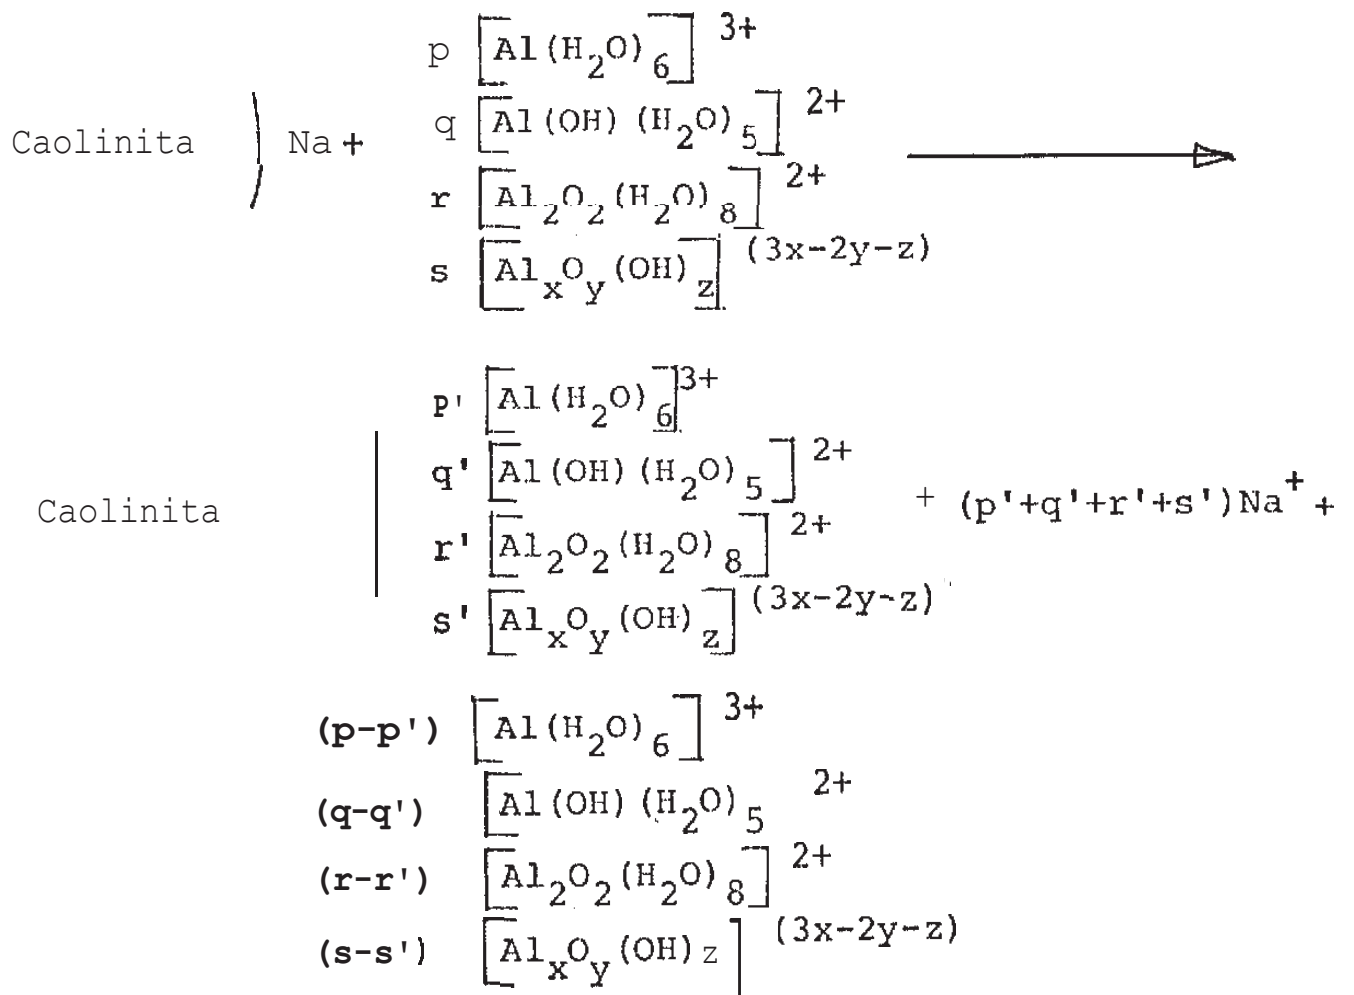 p [Al(H2O)6]3+
Caolinita ) Na+ q [Al(OH)(H2O)5]2+
r [Al2O2(H2O)8]2+
s [AlxOy(OH)z](3x-2y-z)
p' [Al(H2O)6]3+
q' [Al(OH)(H2O)5]2+
Caolinita | + (p'+q'+r'+s')Na+ +
r' [Al2O2(H2O)8]2+
s' [AlxOy(OH)z](3x-2y-z)
(p-p') [Al(H2O)6]3+
(q-q') [Al(OH)(H2O)5 2+
(r-r') [Al2O2(H2O)8]2+
(s-s') [AlxOy(OH)z](3x-2y-z)